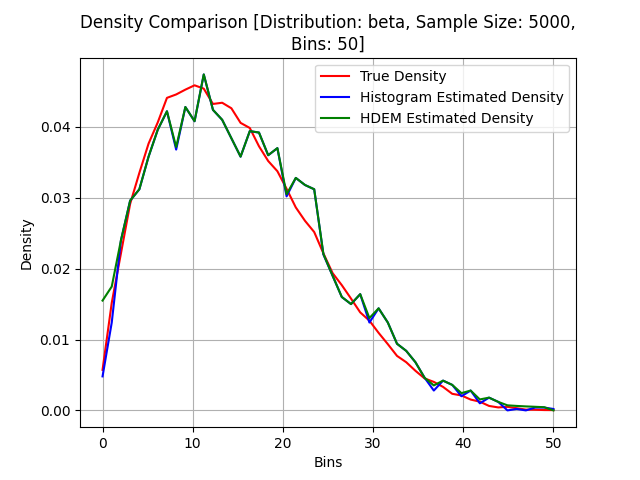 Density Comparison [Distribution: beta, Sample Size: 5000,
Bins: 50]
True Density
Histogram Estimated Density
HDEM Estimated Density
Density
0.04
0.03
0.02
0.01
0.00
0 10 20 30 40 50
Bins